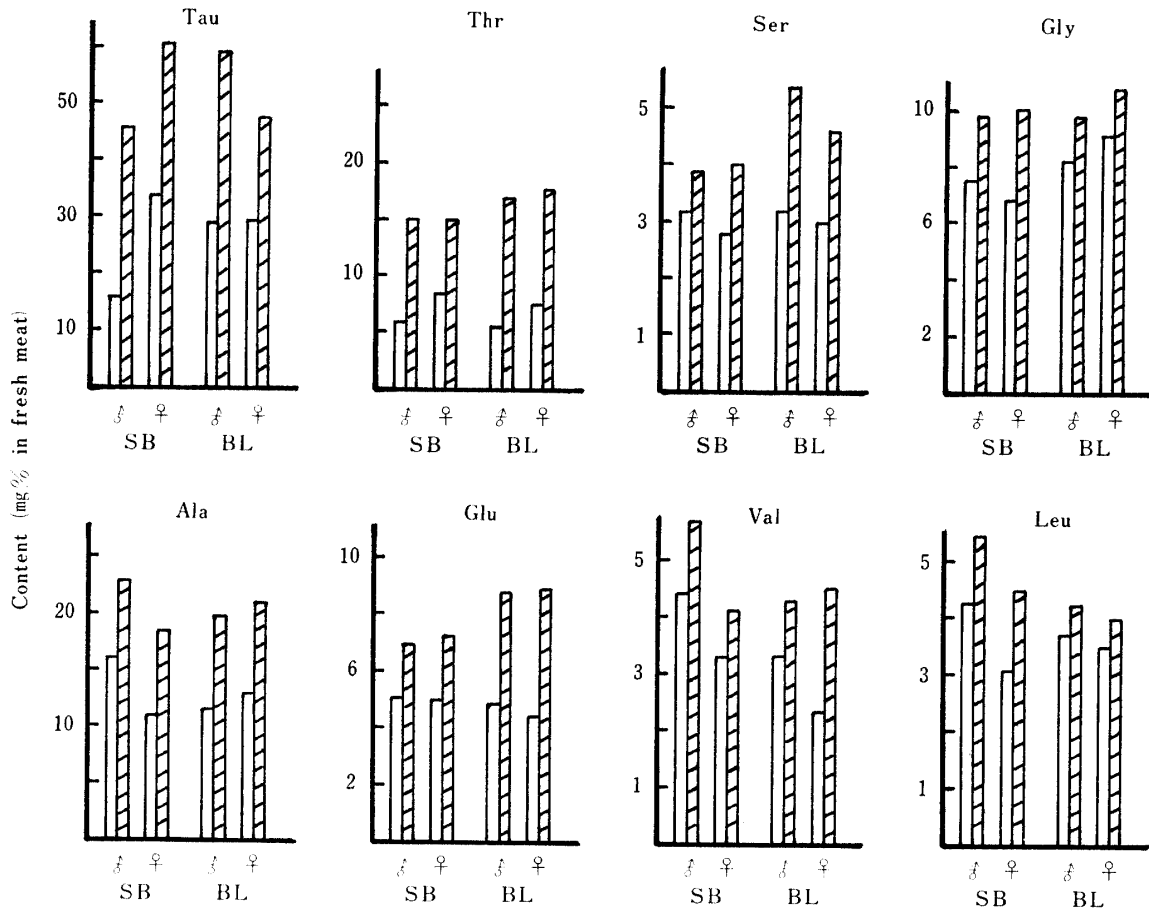 Tau
Thr
Ser
Gly
50
30
10
20
10
5
3
1
10
6
2
♂ ♀ ♂ ♀
SB BL
♂ ♀ ♂ ♀
SB BL
♂ ♀ ♂ ♀
SB BL
♂ ♀ ♂ ♀
SB BL
Content (mg% in fresh meat)
Ala
Glu
Val
Leu
20
10
10
6
2
5
3
1
5
3
1
♂ ♀ ♂ ♀
SB BL
♂ ♀ ♂ ♀
SB BL
♂ ♀ ♂ ♀
SB BL
♂ ♀ ♂ ♀
SB BL